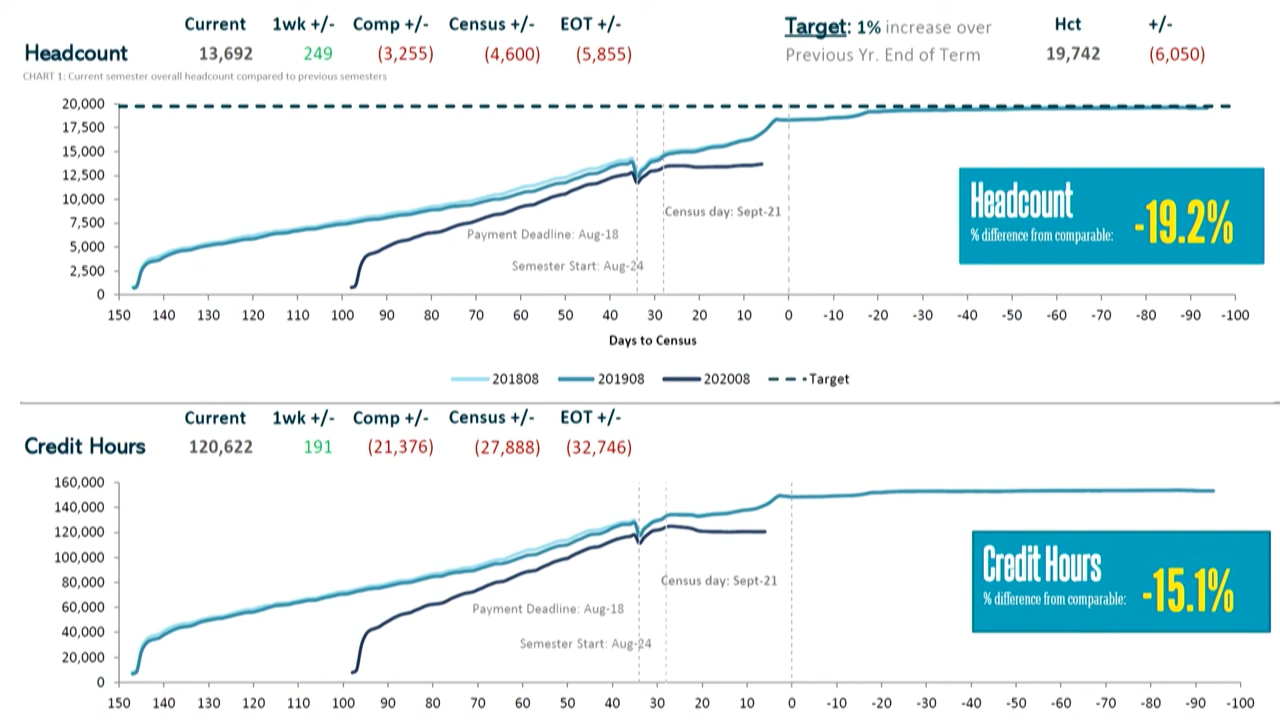 Current 1wk +/- Comp +/- Census +/- EOT +/- Target: 1% increase over Hct +/-
Headcount 13,692 249 (3,255) (4,600) (5,855) Previous Yr. End of Term 19,742 (6,050)
CHART 1: Current semester overall headcount compared to previous semesters
20,000
17,500
15,000
12,500
10,000
7,500
5,000
2,500
0
Headcount
% difference from comparable:
-19.2%
Census day: Sept-21
Payment Deadline: Aug-18
Semester Start: Aug-24
150 140 130 120 110 100 90 80 70 60 50 40 30 20 10 0 -10 -20 -30 -40 -50 -60 -70 -80 -90 -100
Days to Census
201808 201908 202008 Target
Current 1wk +/- Comp +/- Census +/- EOT +/-
Credit Hours 120,622 191 (21,376) (27,888) (32,746)
160,000
140,000
120,000
100,000
80,000
60,000
40,000
20,000
0
Credit Hours
% difference from comparable:
-15.1%
Census day: Sept-21
Payment Deadline: Aug-18
Semester Start: Aug-24
150 140 130 120 110 100 90 80 70 60 50 40 30 20 10 0 -10 -20 -30 -40 -50 -60 -70 -80 -90 -100